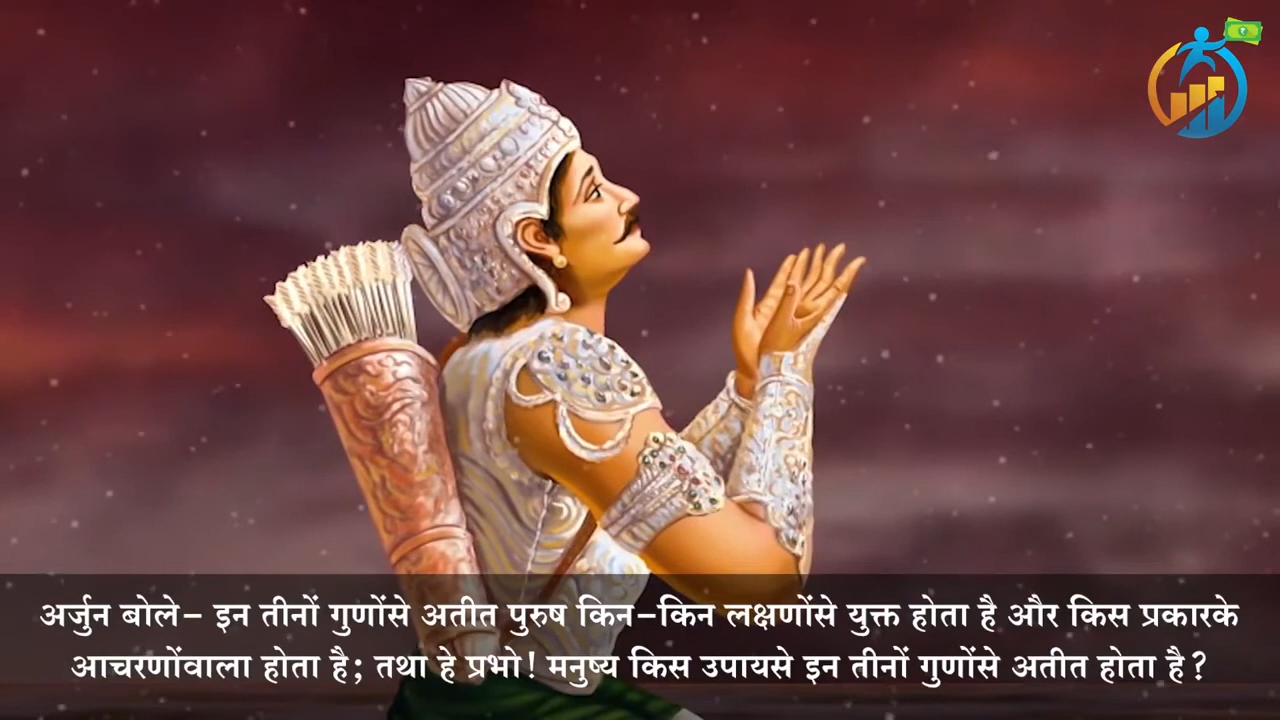 अर्जुन बोले- इन तीनों गुणोंसे अतीत पुरुष किन-किन लक्षणोंसे युक्त होता है और किस प्रकारके
आचरणोंवाला होता है; तथा हे प्रभो! मनुष्य किस उपायसे इन तीनों गुणोंसे अतीत होता है?